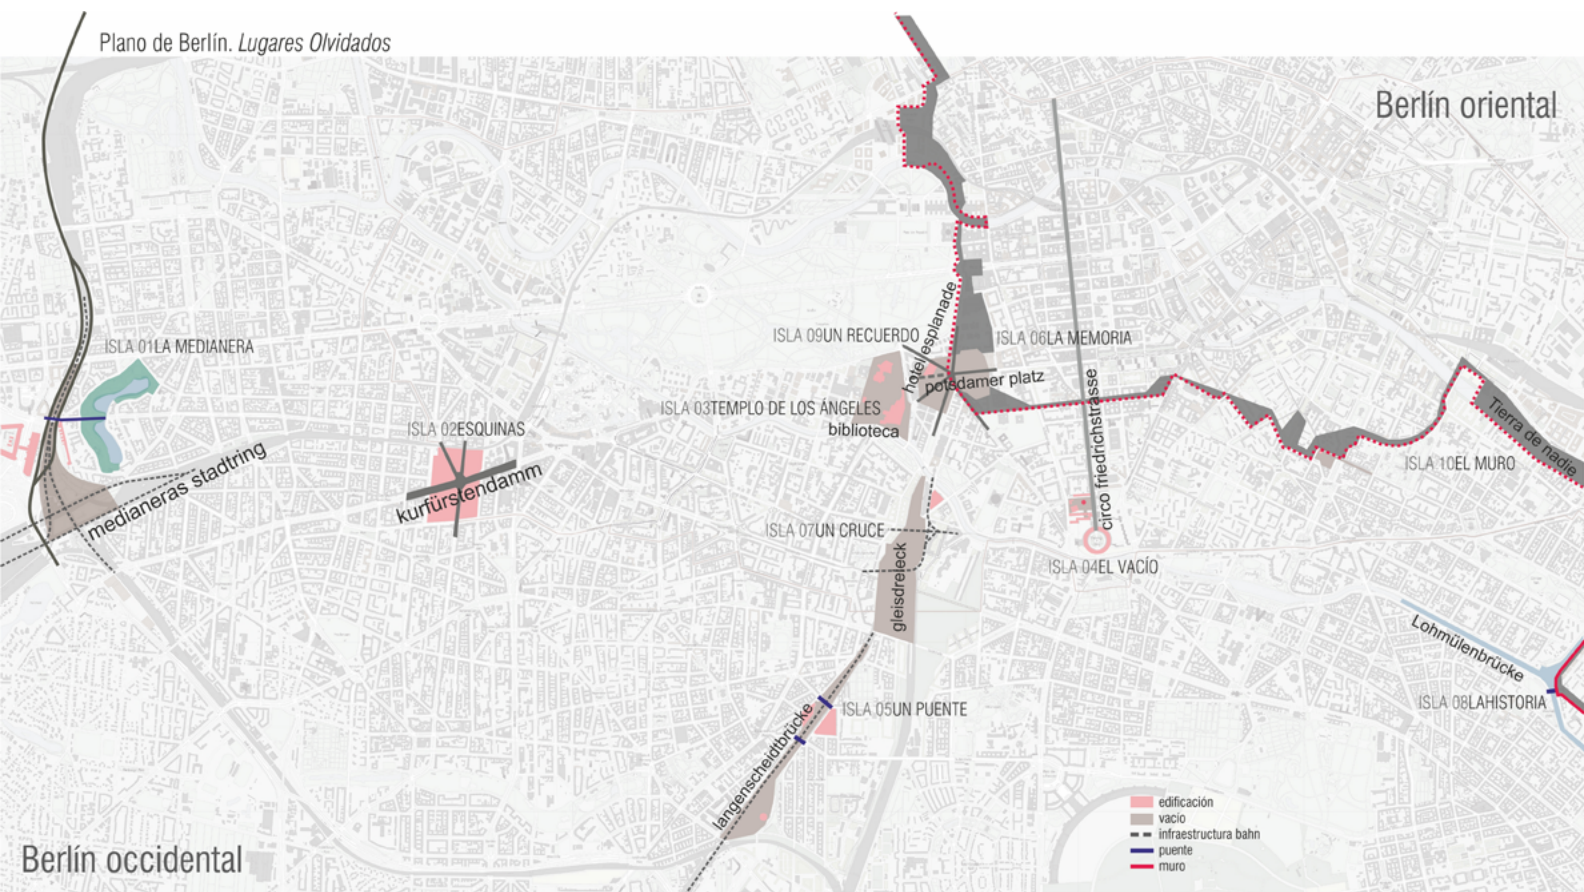 Plano de Berlín. Lugares Olvidados
Berlín oriental
ISLA 01LA MEDIANERA
ISLA 09UN RECUERDO
hotel esplanade
ISLA 06LA MEMORIA
potsdamer platz
ISLA 03TEMPLO DE LOS ÁNGELES
biblioteca
ISLA 02ESQUINAS
kurfürstendamm
medianeras stadtring
circo friedrichstrasse
Tierra de nadie
ISLA 10EL MURO
ISLA 07UN CRUCE
gleisdreleck
ISLA 04EL VACÍO
Lohmülenbrücke
ISLA 08LAHISTORIA
ISLA 05UN PUENTE
langenscheidtbrücke
edificación
vacio
infraestructura bahn
puente
muro
Berlín occidental